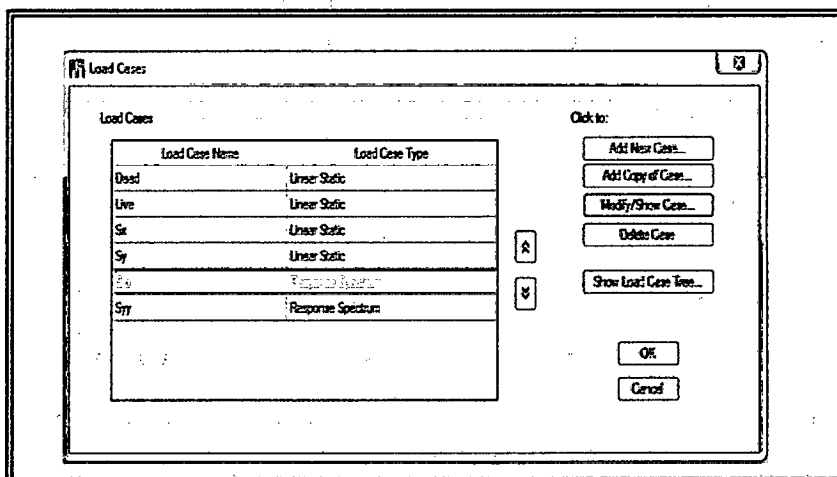 Load Cases
Load Cases
Click to:
Load Case Name Load Case Type
Dead Linear Static
Live Linear Static
Sx Linear Static
Sy Linear Static
Response Spectrum
Syy Response Spectrum
Add New Case...
Add Copy of Case...
Modify/Show Case...
Delete Case
Show Load Case Tree...
OK
Cancel